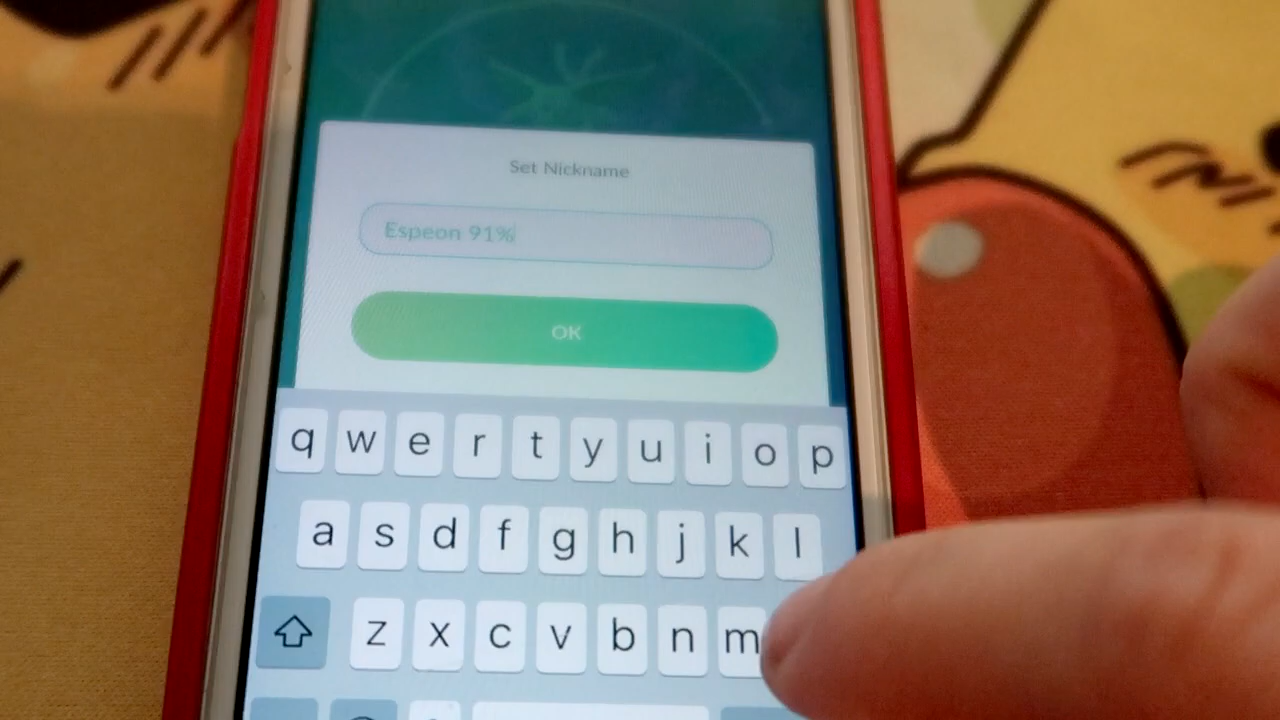 Set Nickname
Espeon 91%
OK
q w e r t y u i o p
a s d f g h j k l
z x c v b n m